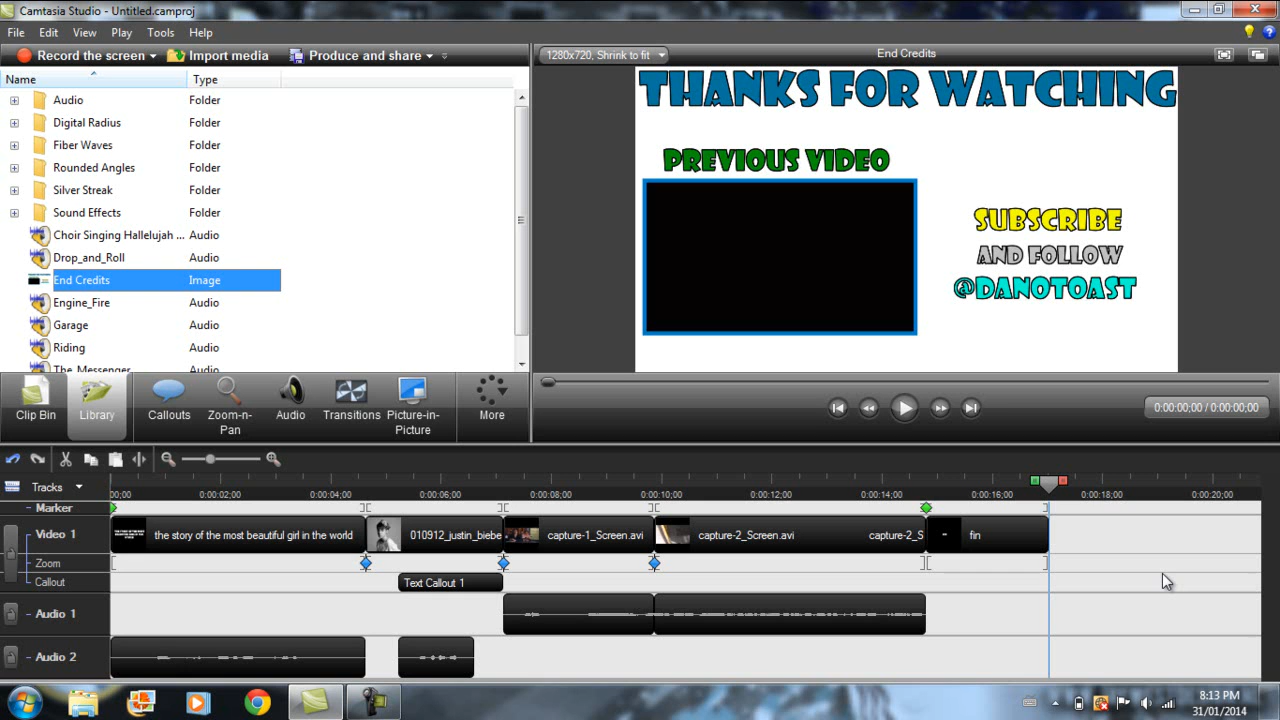 Camtasia Studio - Untitled.camproj
File Edit View Play Tools Help
Record the screen Import media Produce and share
1280x720, Shrink to fit
End Credits
Name Type
Audio Folder
Digital Radius Folder
Fiber Waves Folder
Rounded Angles Folder
Silver Streak Folder
Sound Effects Folder
Choir Singing Hallelujah ... Audio
Drop_and_Roll Audio
End Credits Image
Engine_Fire Audio
Garage Audio
Riding Audio
The_Messenger Audio
THANKS FOR WATCHING
PREVIOUS VIDEO
SUBSCRIBE
AND FOLLOW
@DANOTOAST
Clip Bin
Library
Callouts
Zoom-n-Pan
Audio
Transitions
Picture-in-Picture
More
0:00:00;00 / 0:00:00;00
Tracks
00;00 0:00:02;00 0:00:04;00 0:00:06;00 0:00:08;00 0:00:10;00 0:00:12;00 0:00:14;00 0:00:16;00 0:00:18;00 0:00:20;00
Marker
Video 1 the story of the most beautiful girl in the world 010912_justin_biebe capture-1_Screen.avi capture-2_Screen.avi capture-2_S fin
Zoom
Callout Text Callout 1
Audio 1
Audio 2
8:13 PM
31/01/2014